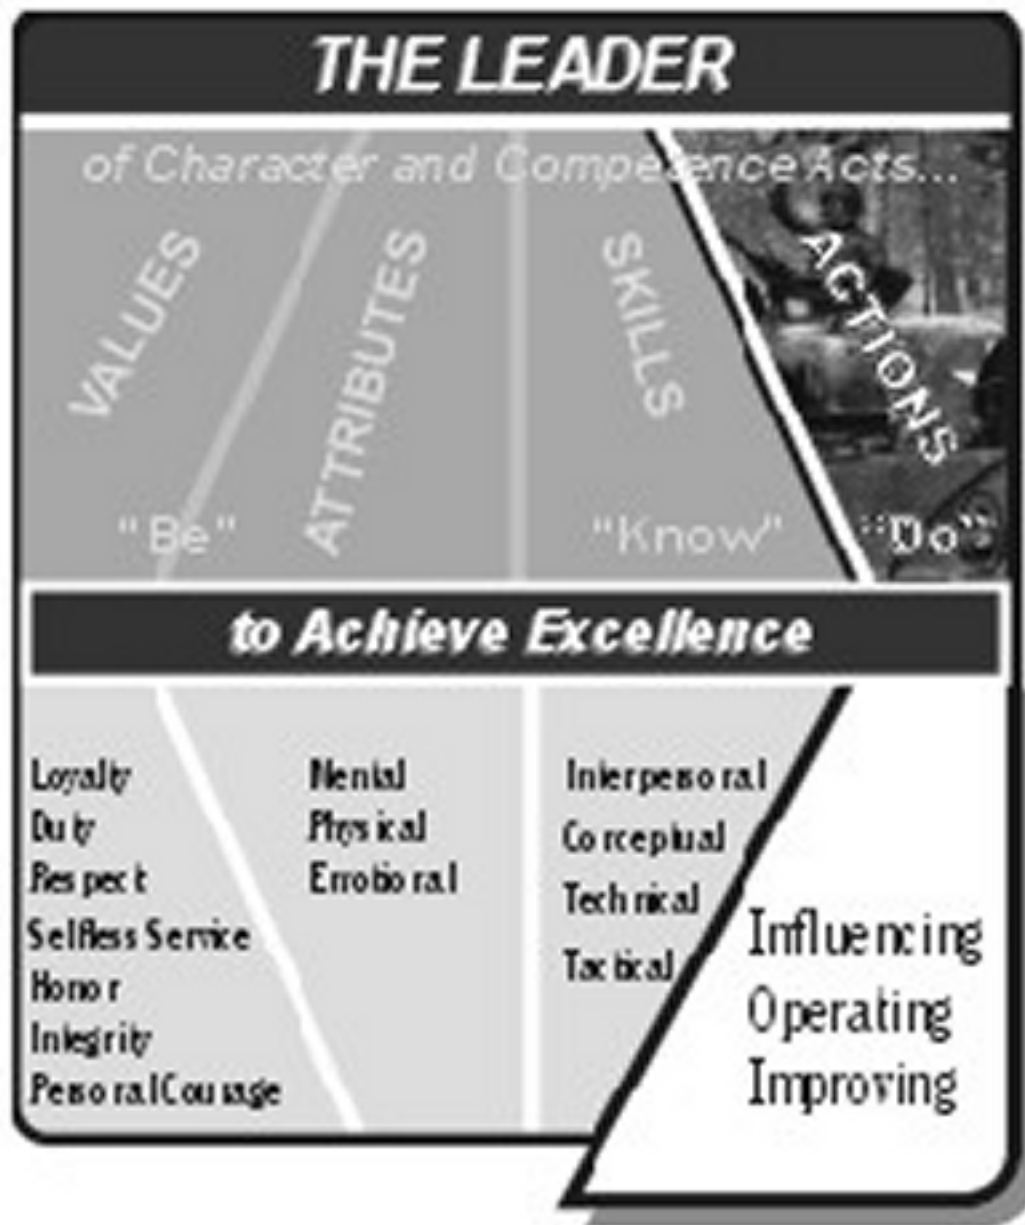 THE LEADER
of Character and Competence Acts...
VALUES
ATTRIBUTES
SKILLS
ACTIONS
"Be"
"Know"
"Do"
to Achieve Excellence
Loyalty
Duty
Respect
Selfless Service
Honor
Integrity
Personal Courage
Mental
Physical
Emotional
Interpersonal
Conceptual
Technical
Tactical
Influencing
Operating
Improving